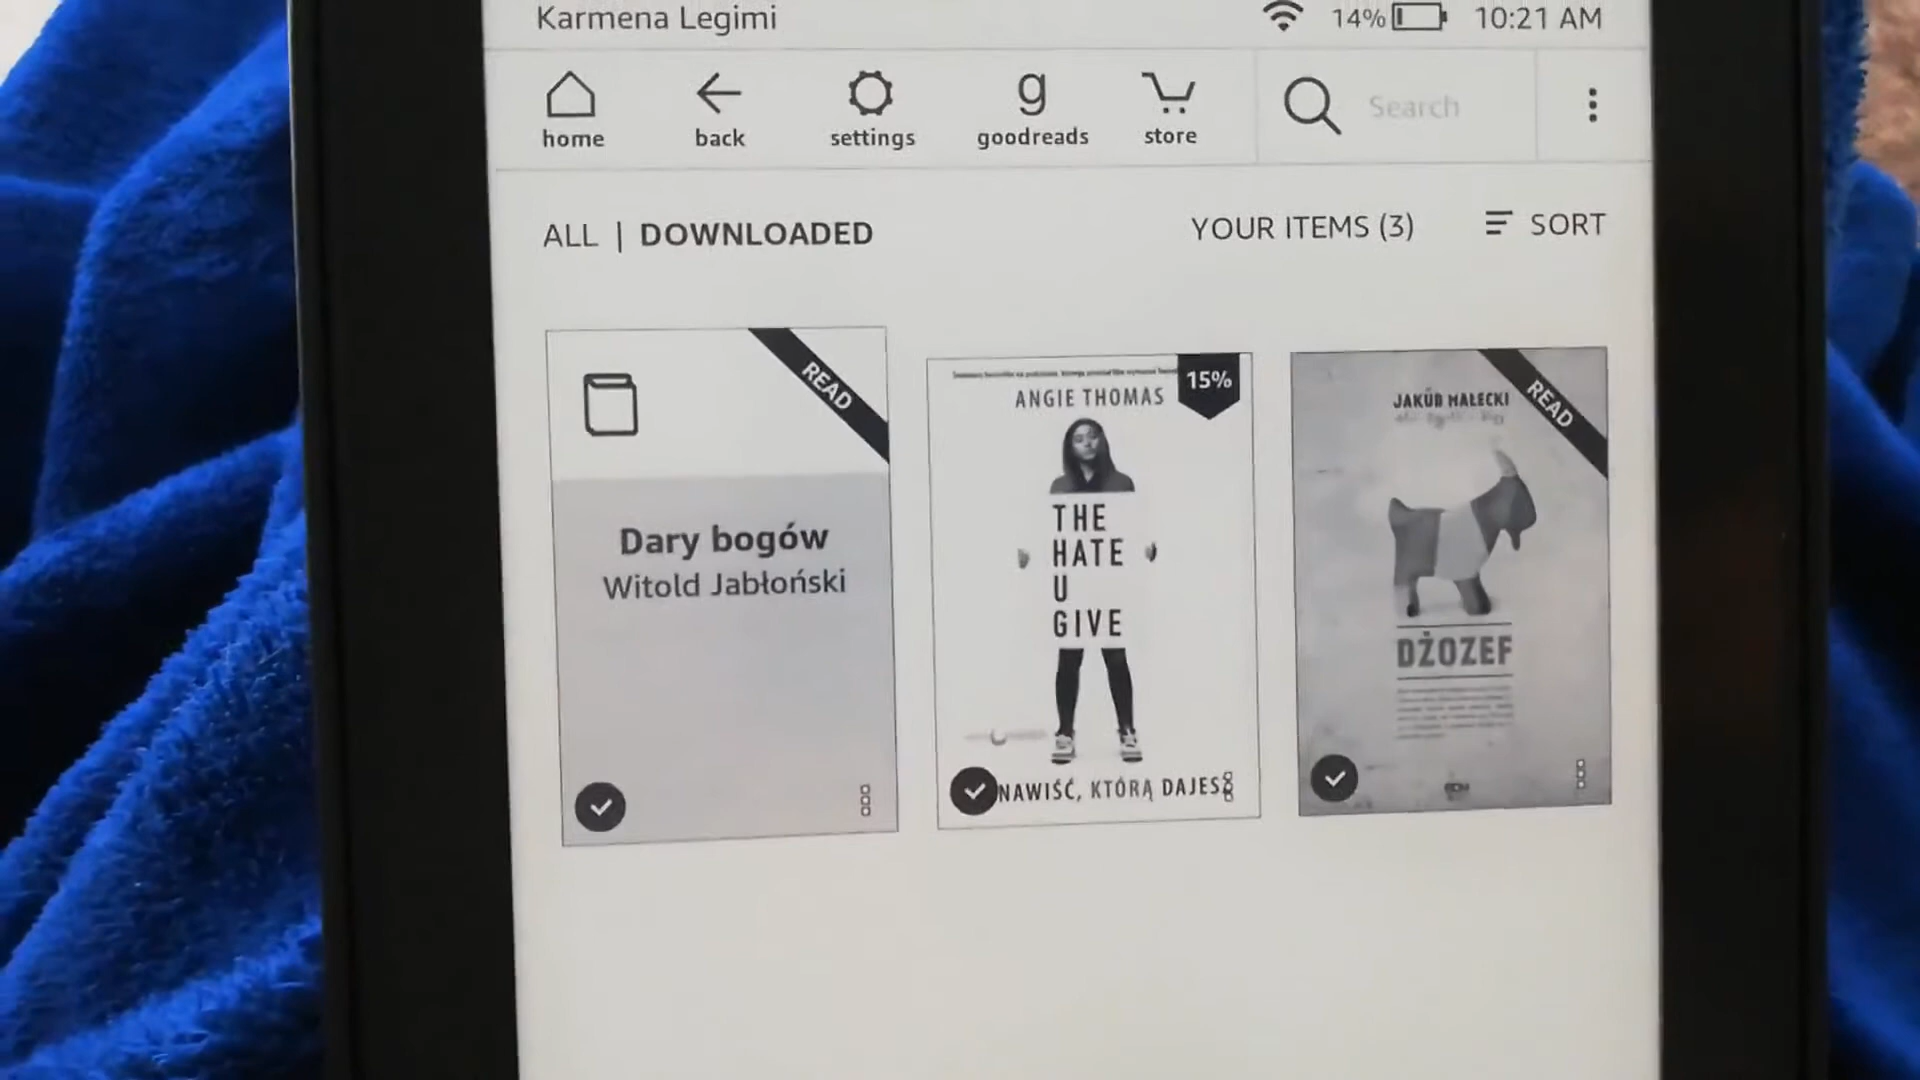 Karmena Legimi
14% 10:21 AM
home back settings goodreads store Search
ALL | DOWNLOADED YOUR ITEMS (3) SORT
READ
Dary bogów
Witold Jabłoński
15%
ANGIE THOMAS
THE
HATE
U
GIVE
NAWIŚĆ, KTÓRĄ DAJESZ
READ
JAKUB MAŁECKI
DŻOZEF